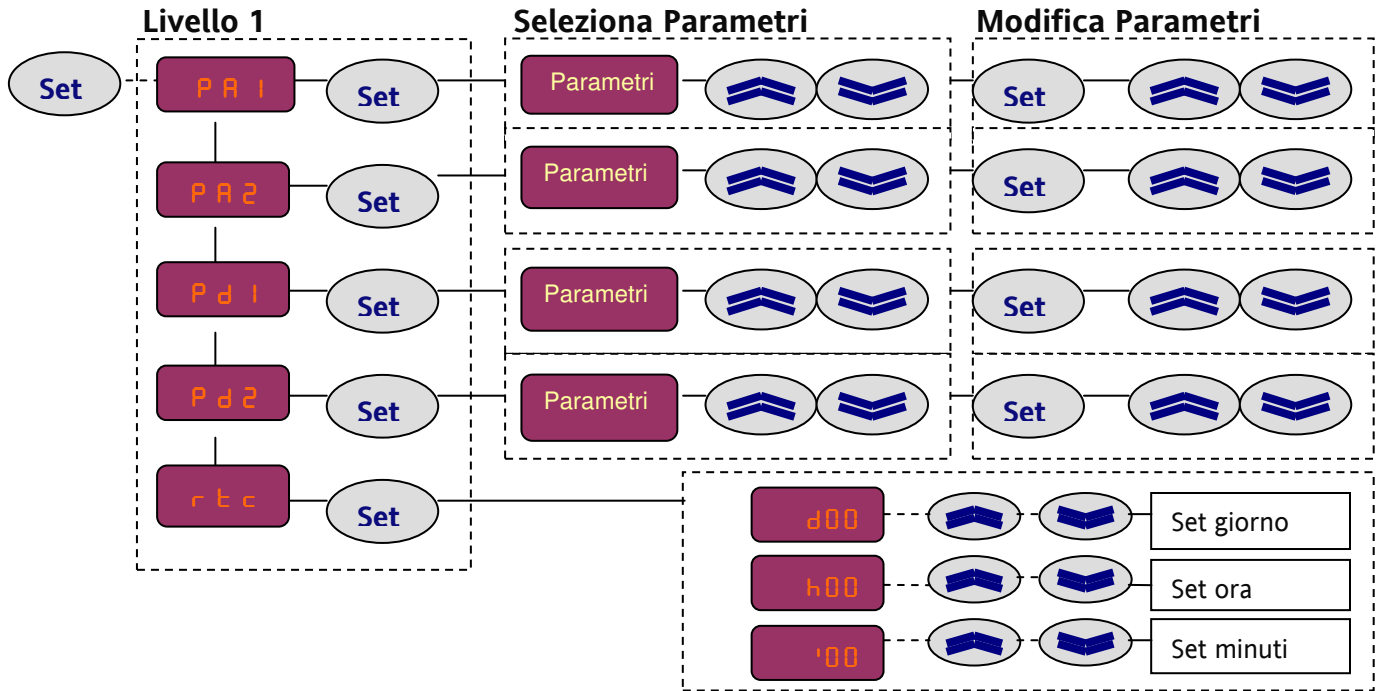 Livello 1 Seleziona Parametri Modifica Parametri
Set PA1 Set Parametri Set
PA2 Set Parametri Set
Pd1 Set Parametri Set
Pd2 Set Parametri Set
rtc Set
d00 Set giorno
h00 Set ora
'00 Set minuti